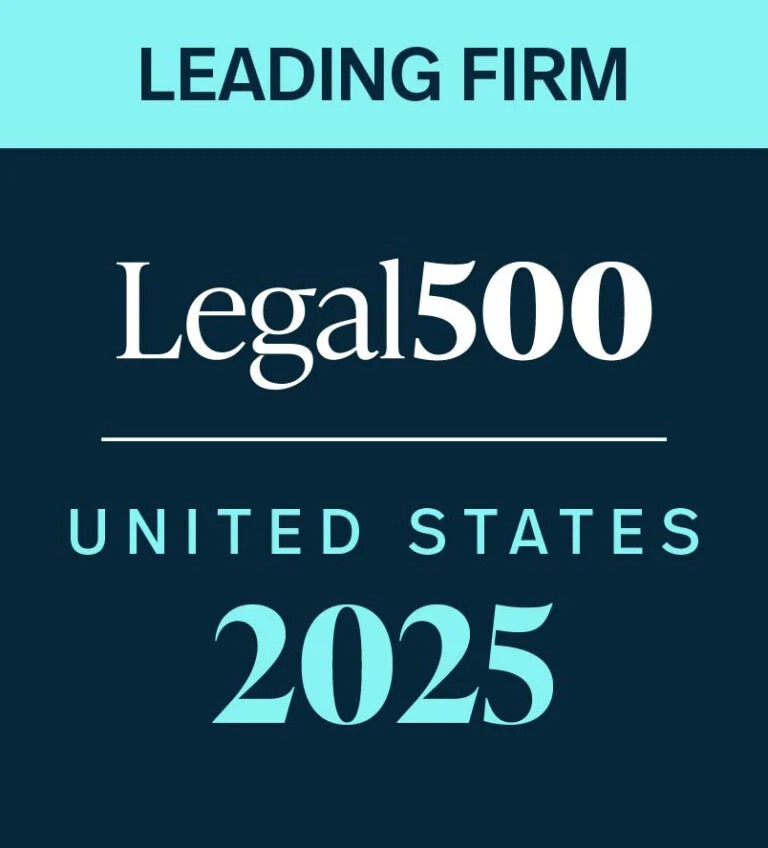 LEADING FIRM
Legal500
UNITED STATES
2025